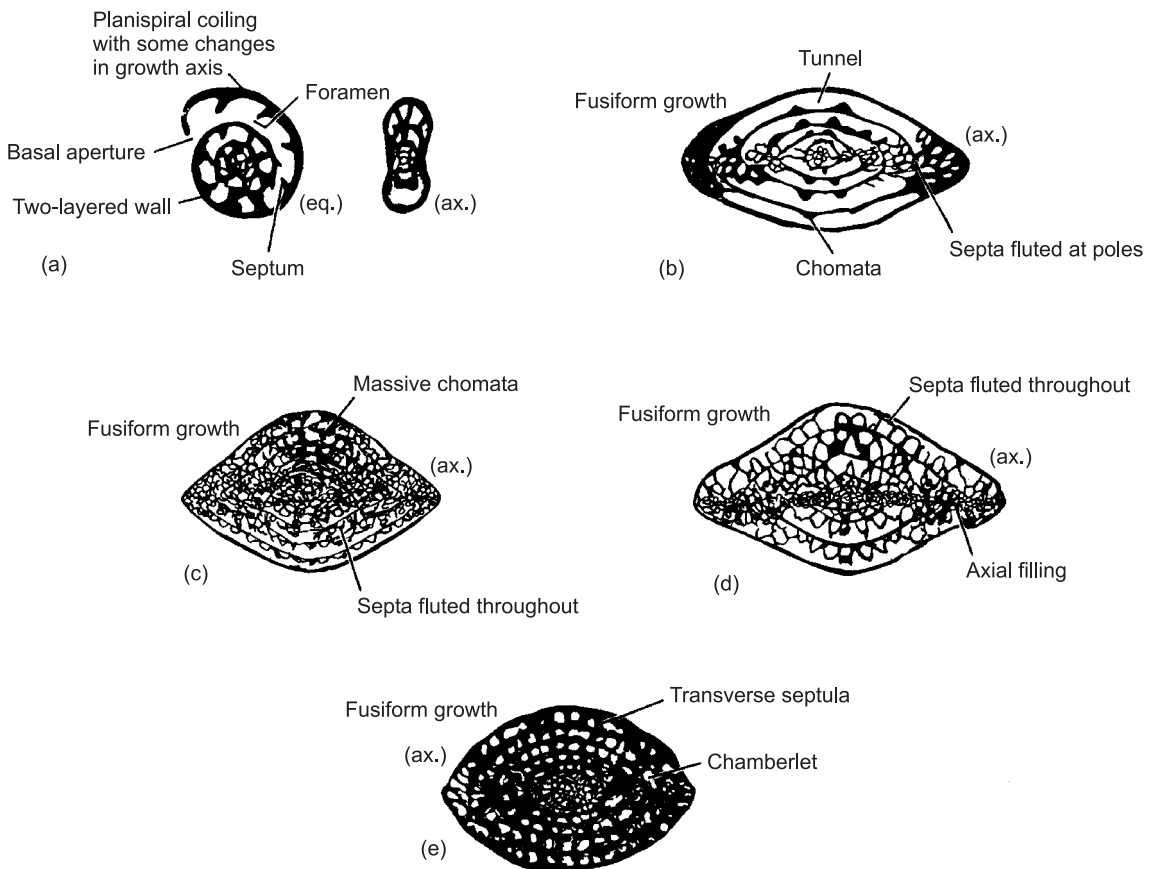 Planispiral coiling
with some changes
in growth axis
Foramen
Basal aperture
Two-layered wall
(eq.)
(ax.)
Septum
(a)
Tunnel
Fusiform growth
(ax.)
Septa fluted at poles
Chomata
(b)
Massive chomata
Fusiform growth
(ax.)
(c)
Septa fluted throughout
Septa fluted throughout
Fusiform growth
(ax.)
Axial filling
(d)
Transverse septula
Fusiform growth
(ax.)
Chamberlet
(e)